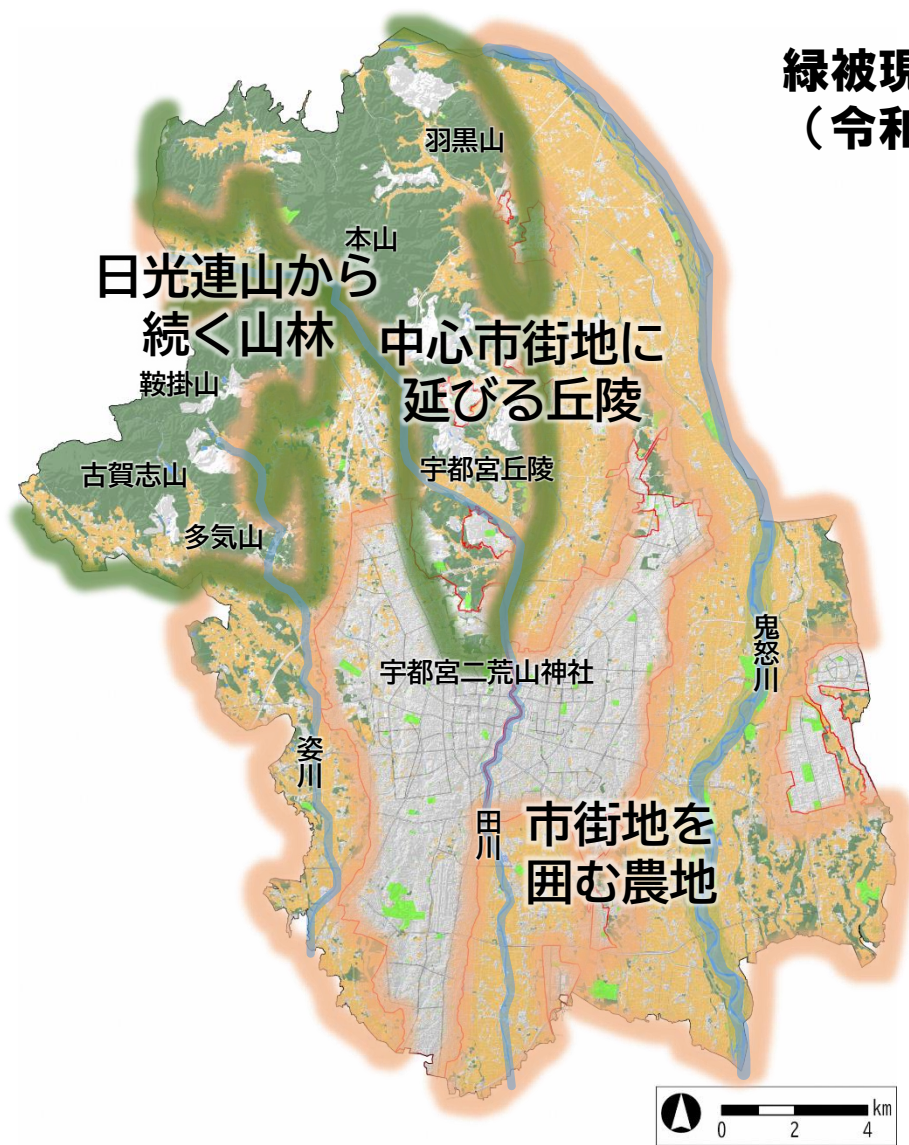 緑被現
(令和
羽黒山
本山
日光連山から
続く山林
中心市街地に
延びる丘陵
鞍掛山
宇都宮丘陵
古賀志山
多気山
鬼怒川
宇都宮二荒山神社
姿川
田川
市街地を
囲む農地
km
0 2 4